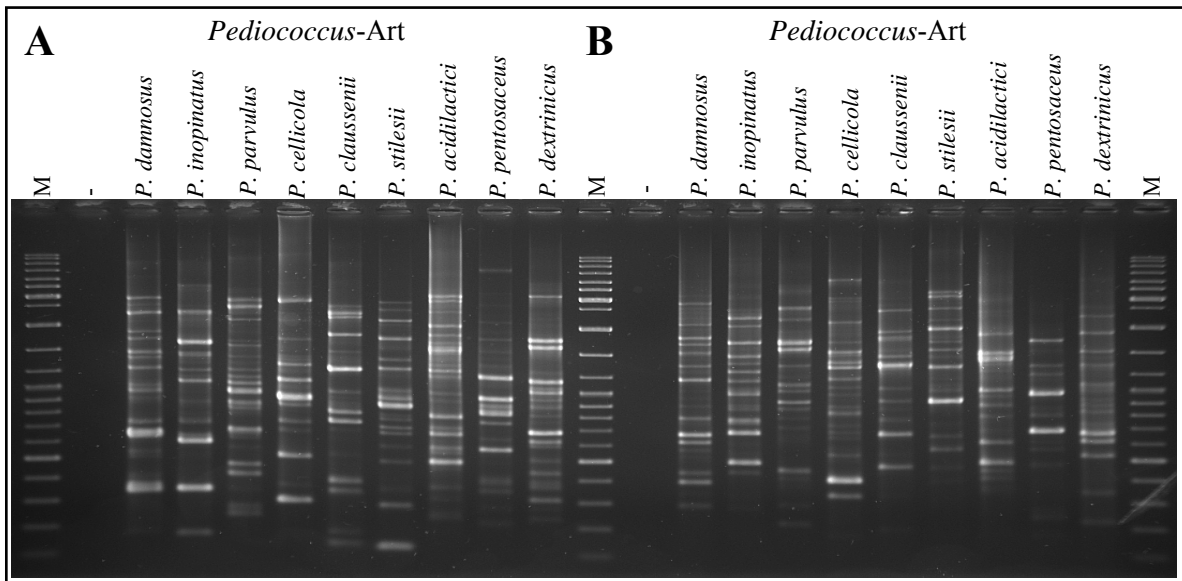 A
Pediococcus-Art
M
-
P. damnosus
P. inopinatus
P. parvulus
P. cellicola
P. claussenii
P. stilesii
P. acidilactici
P. pentosaceus
P. dextrinicus
M
B
Pediococcus-Art
-
P. damnosus
P. inopinatus
P. parvulus
P. cellicola
P. claussenii
P. stilesii
P. acidilactici
P. pentosaceus
P. dextrinicus
M